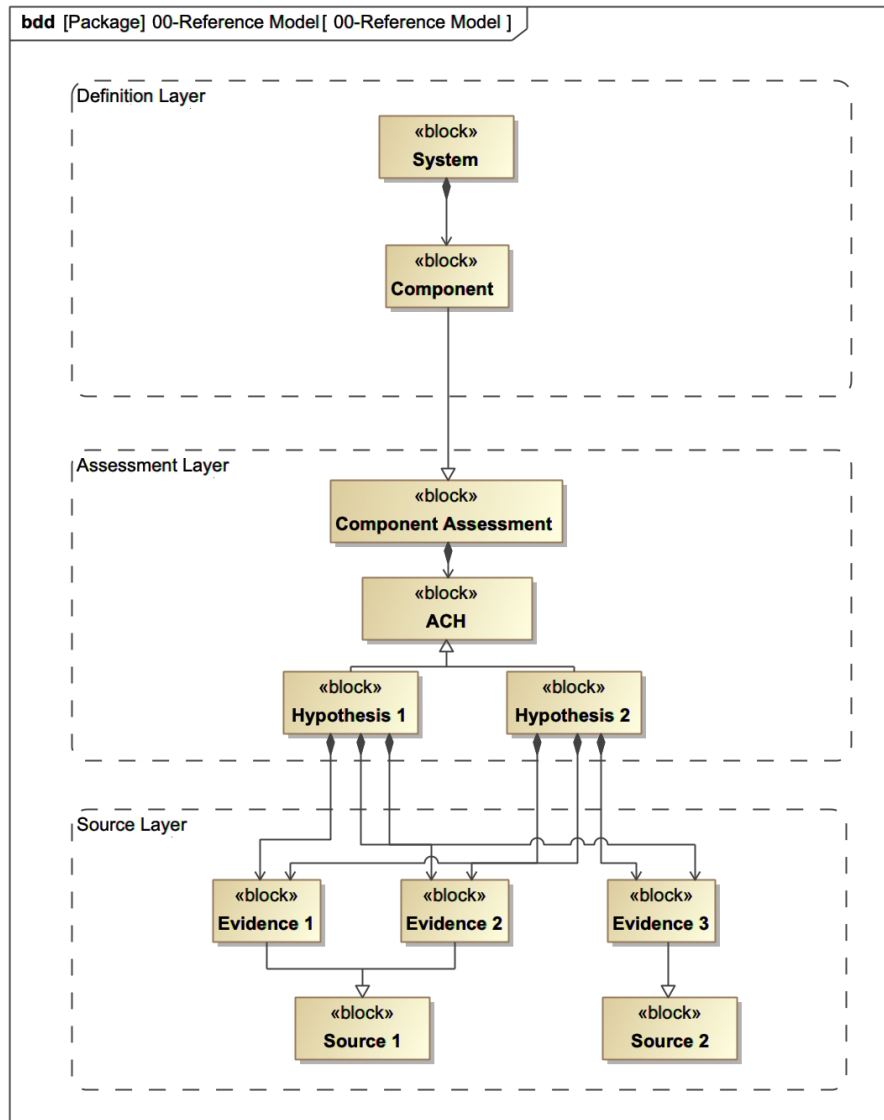 bdd [Package] 00-Reference Model[ 00-Reference Model ]
Definition Layer
«block»
System
«block»
Component
Assessment Layer
«block»
Component Assessment
«block»
ACH
«block»
Hypothesis 1
«block»
Hypothesis 2
Source Layer
«block»
Evidence 1
«block»
Evidence 2
«block»
Evidence 3
«block»
Source 1
«block»
Source 2